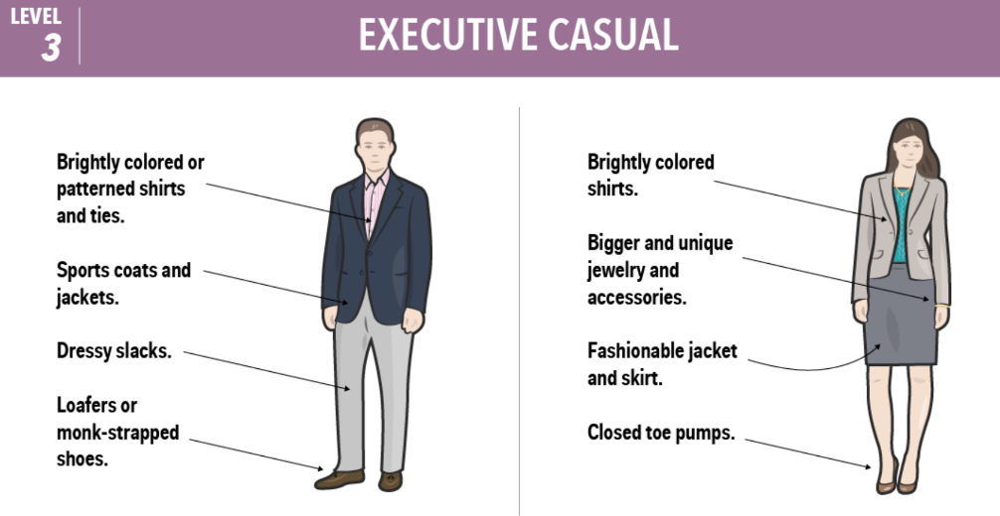 LEVEL
3
EXECUTIVE CASUAL
Brightly colored or
patterned shirts
and ties.
Sports coats and
jackets.
Dressy slacks.
Loafers or
monk-strapped
shoes.
Brightly colored
shirts.
Bigger and unique
jewelry and
accessories.
Fashionable jacket
and skirt.
Closed toe pumps.